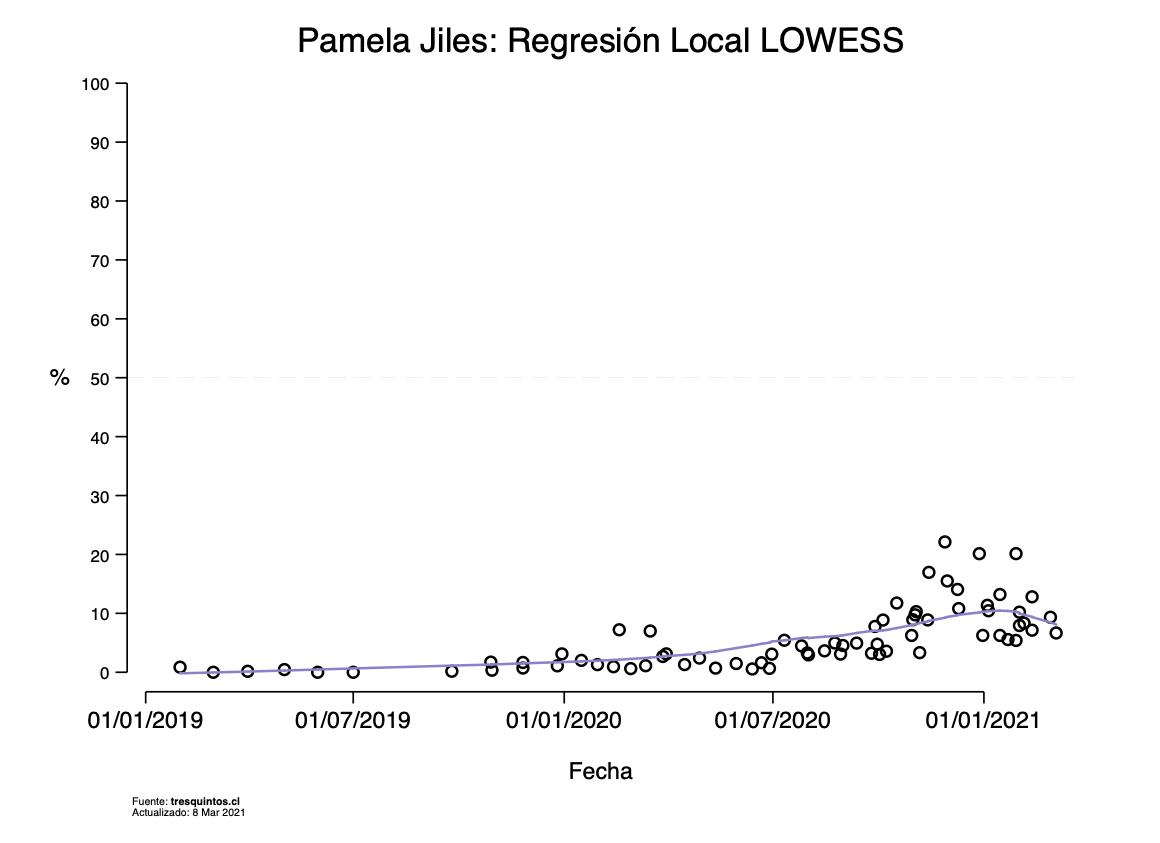 Pamela Jiles: Regresión Local LOWESS
100
90
80
70
60
% 50
40
30
20
10
0
01/01/2019 01/07/2019 01/01/2020 01/07/2020 01/01/2021
Fecha
Fuente: tresquintos.cl
Actualizado: 8 Mar 2021